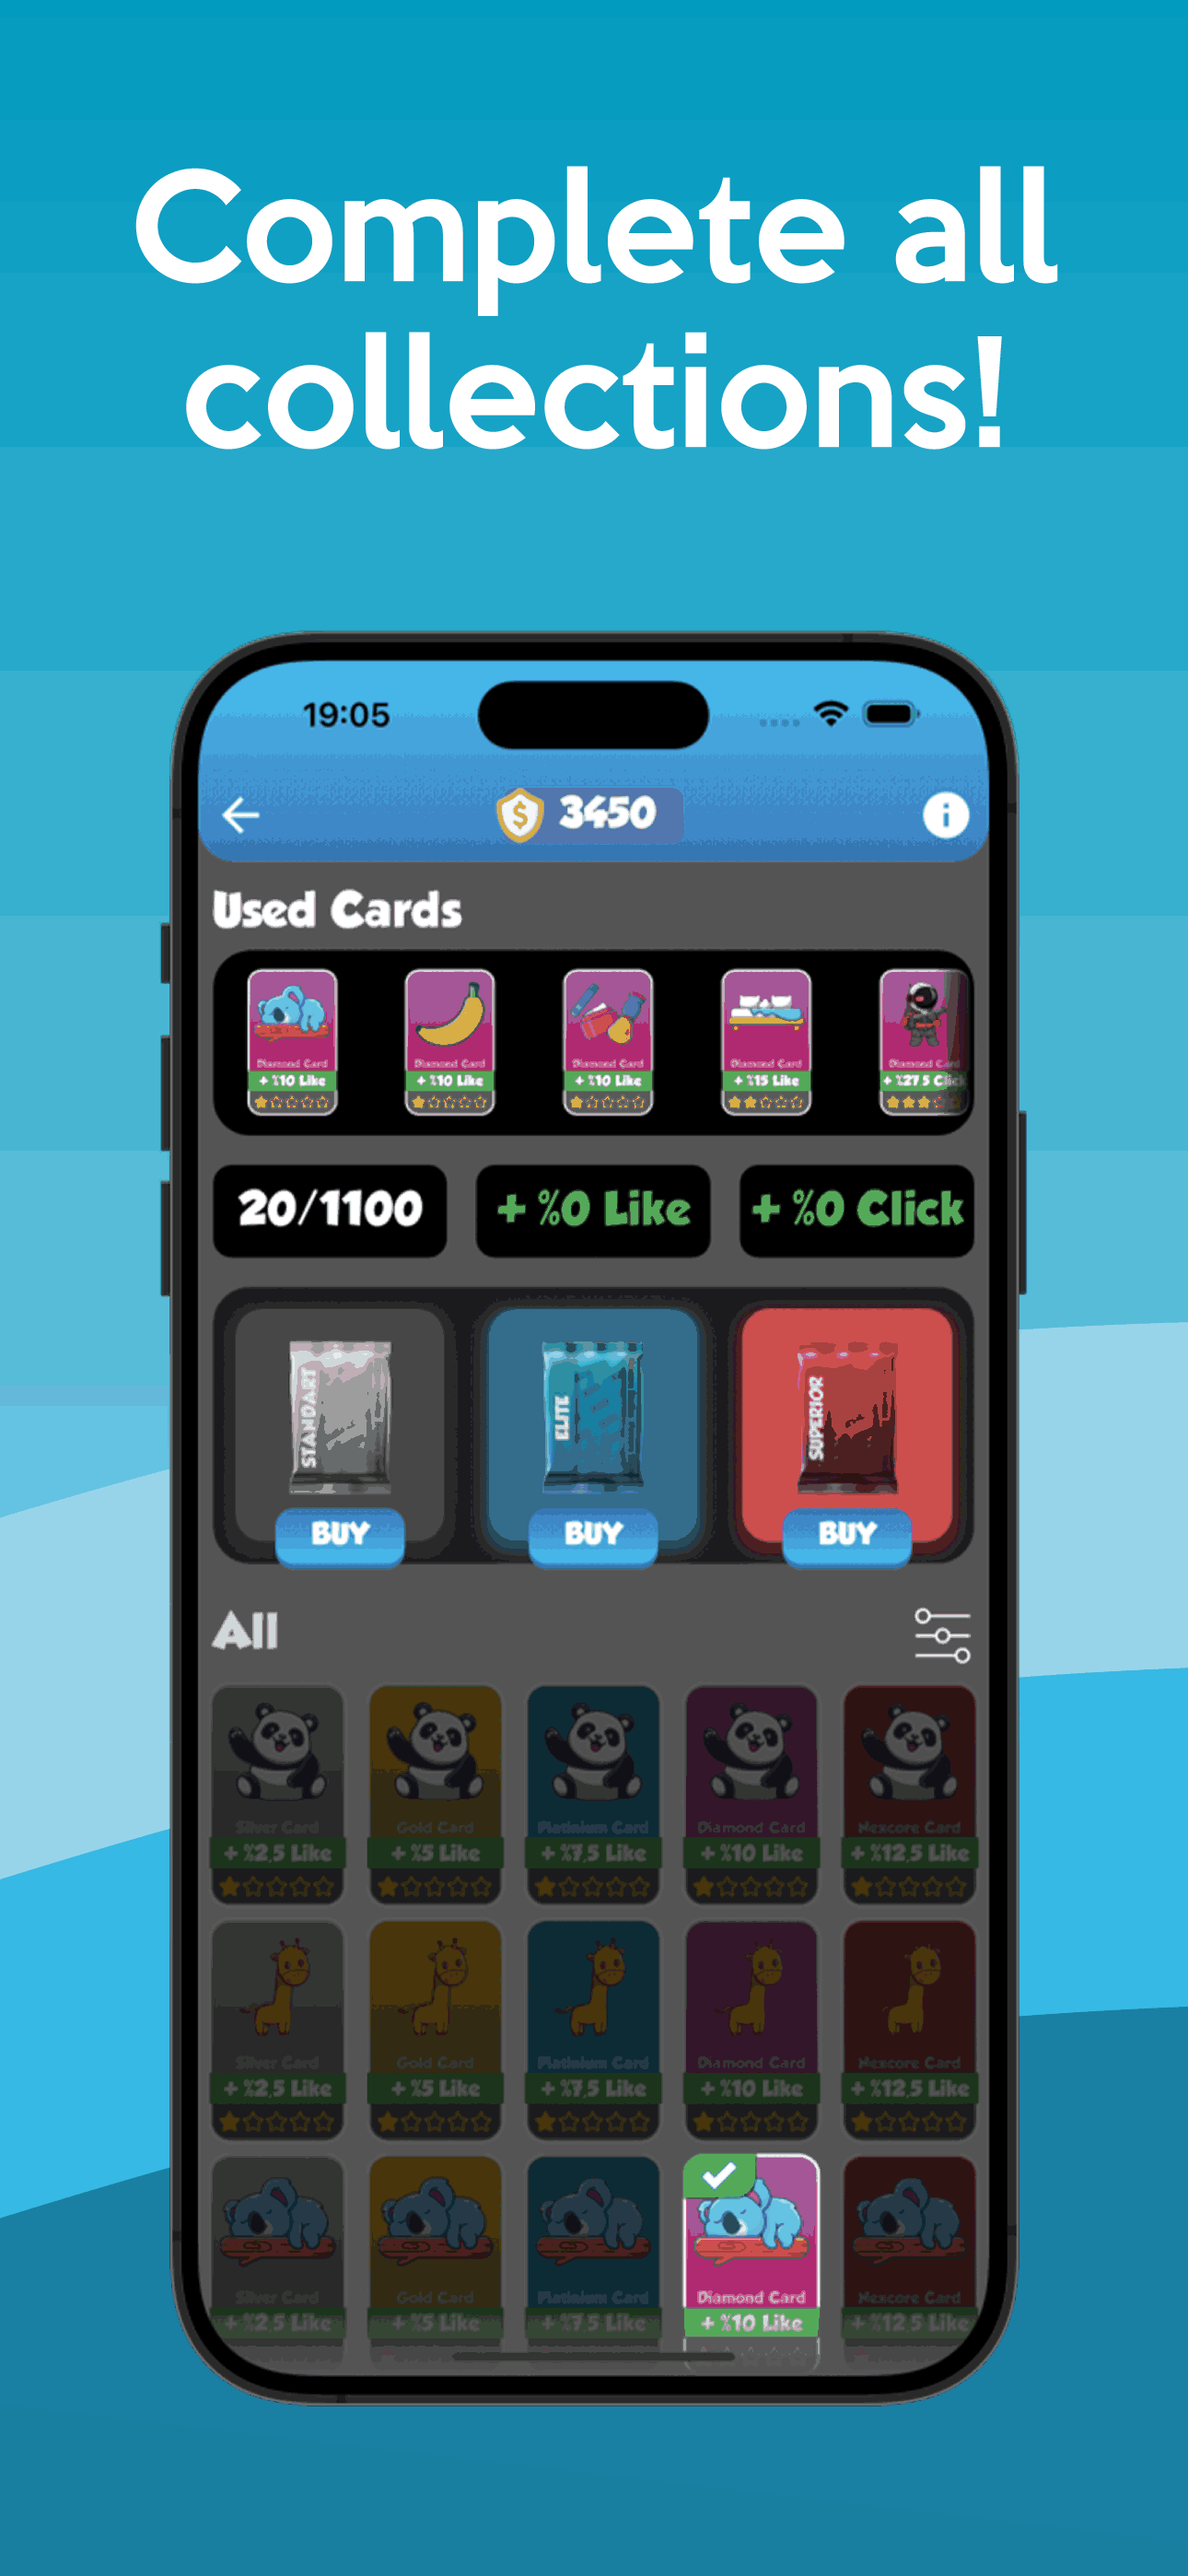 Complete all
collections!
19:05
$ 3450
Used Cards
Diamond Card Diamond Card Diamond Card Diamond Card Diamond Card
+ %10 Like + %10 Like + %10 Like + %15 Like + %27.5 Click
20/1100 + %0 Like + %0 Click
STANDART ELITE SUPERIOR
BUY BUY BUY
All
Silver Card Gold Card Platinium Card Diamond Card Nexcore Card
+ %2,5 Like + %5 Like + %7,5 Like + %10 Like + %12,5 Like
Silver Card Gold Card Platinium Card Diamond Card Nexcore Card
+ %2,5 Like + %5 Like + %7,5 Like + %10 Like + %12,5 Like
Silver Card Gold Card Platinium Card Diamond Card Nexcore Card
+ %2,5 Like + %5 Like + %7,5 Like + %10 Like + %12,5 Like